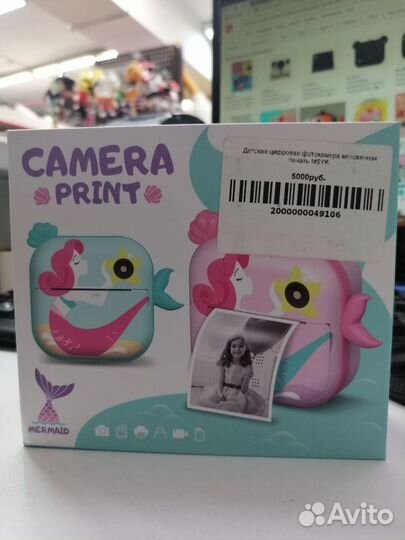 CAMERA
PRINT
Детская цифровая фотокамера мгновенная
печать M5YK
5000руб.
2000000049106
MERMAID
Avito